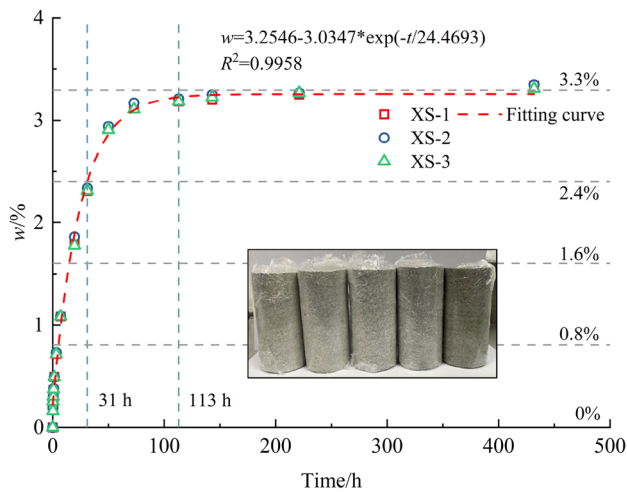 w=3.2546-3.0347*exp(-t/24.4693)
R²=0.9958
4
3
2
1
0
w/%
3.3%
XS-1
Fitting curve
XS-2
XS-3
2.4%
1.6%
0.8%
31 h
113 h
0%
0
100
200
300
400
500
Time/h